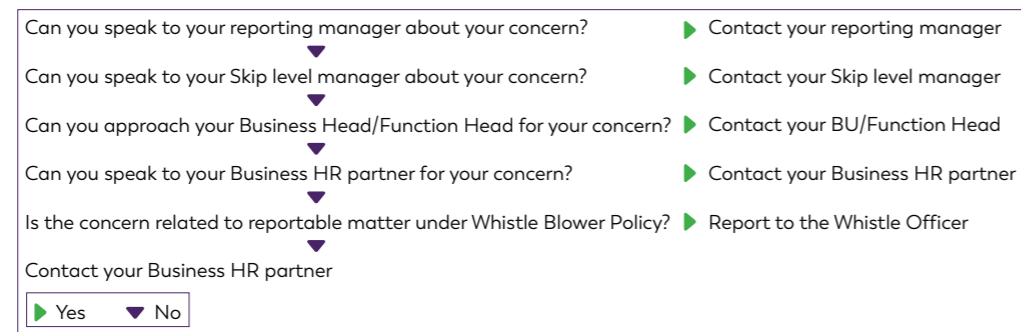 Can you speak to your reporting manager about your concern? Contact your reporting manager
Can you speak to your Skip level manager about your concern? Contact your Skip level manager
Can you approach your Business Head/Function Head for your concern? Contact your BU/Function Head
Can you speak to your Business HR partner for your concern? Contact your Business HR partner
Is the concern related to reportable matter under Whistle Blower Policy? Report to the Whistle Officer
Contact your Business HR partner
Yes No